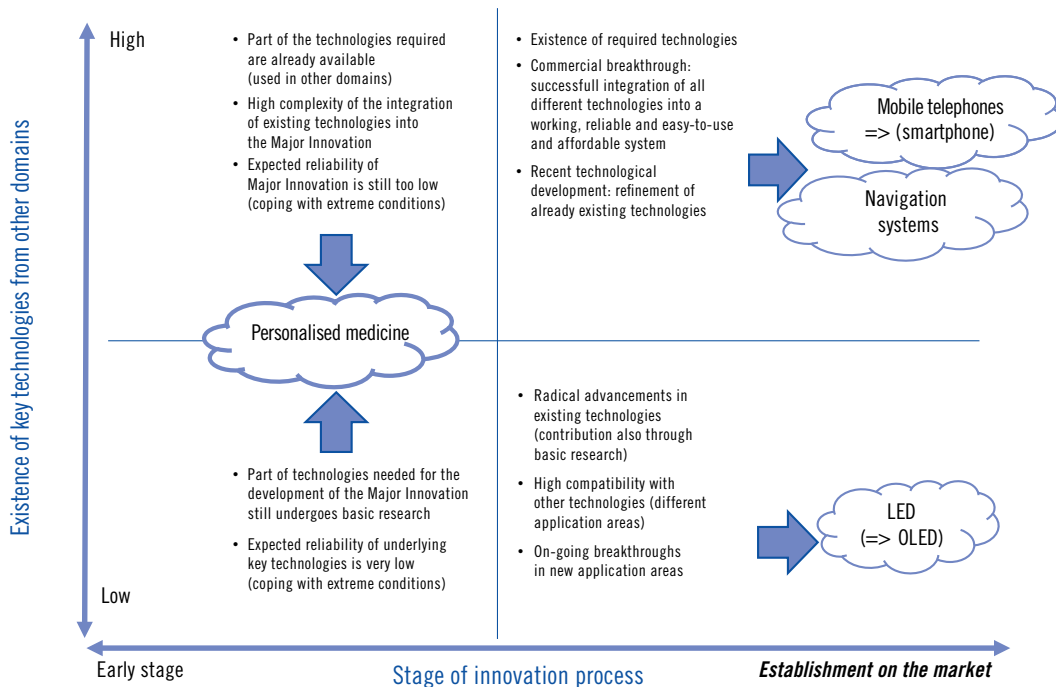 Existence of key technologies from other domains
High
• Part of the technologies required
are already available
(used in other domains)
• High complexity of the integration
of existing technologies into
the Major Innovation
• Expected reliability of
Major Innovation is still too low
(coping with extreme conditions)
• Existence of required technologies
• Commercial breakthrough:
successfull integration of all
different technologies into a
working, reliable and easy-to-use
and affordable system
• Recent technological
development: refinement of
already existing technologies
Mobile telephones
=> (smartphone)
Navigation
systems
Personalised medicine
• Part of technologies needed for the
development of the Major Innovation
still undergoes basic research
• Expected reliability of underlying
key technologies is very low
(coping with extreme conditions)
• Radical advancements in
existing technologies
(contribution also through
basic research)
• High compatibility with
other technologies (different
application areas)
• On-going breakthroughs
in new application areas
LED
(=> OLED)
Low
Early stage
Stage of innovation process
Establishment on the market